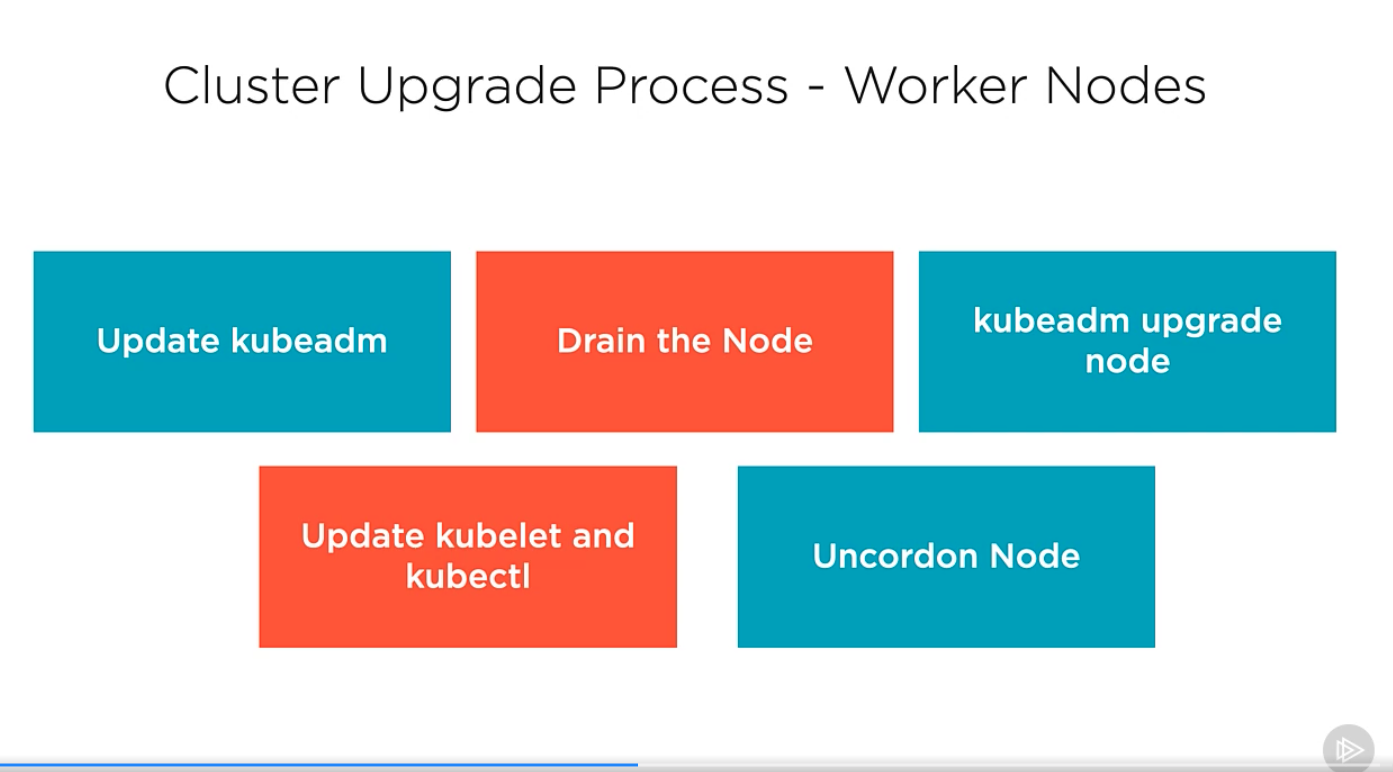 Cluster Upgrade Process - Worker Nodes
Update kubeadm
Drain the Node
kubeadm upgrade
node
Update kubelet and
kubectl
Uncordon Node